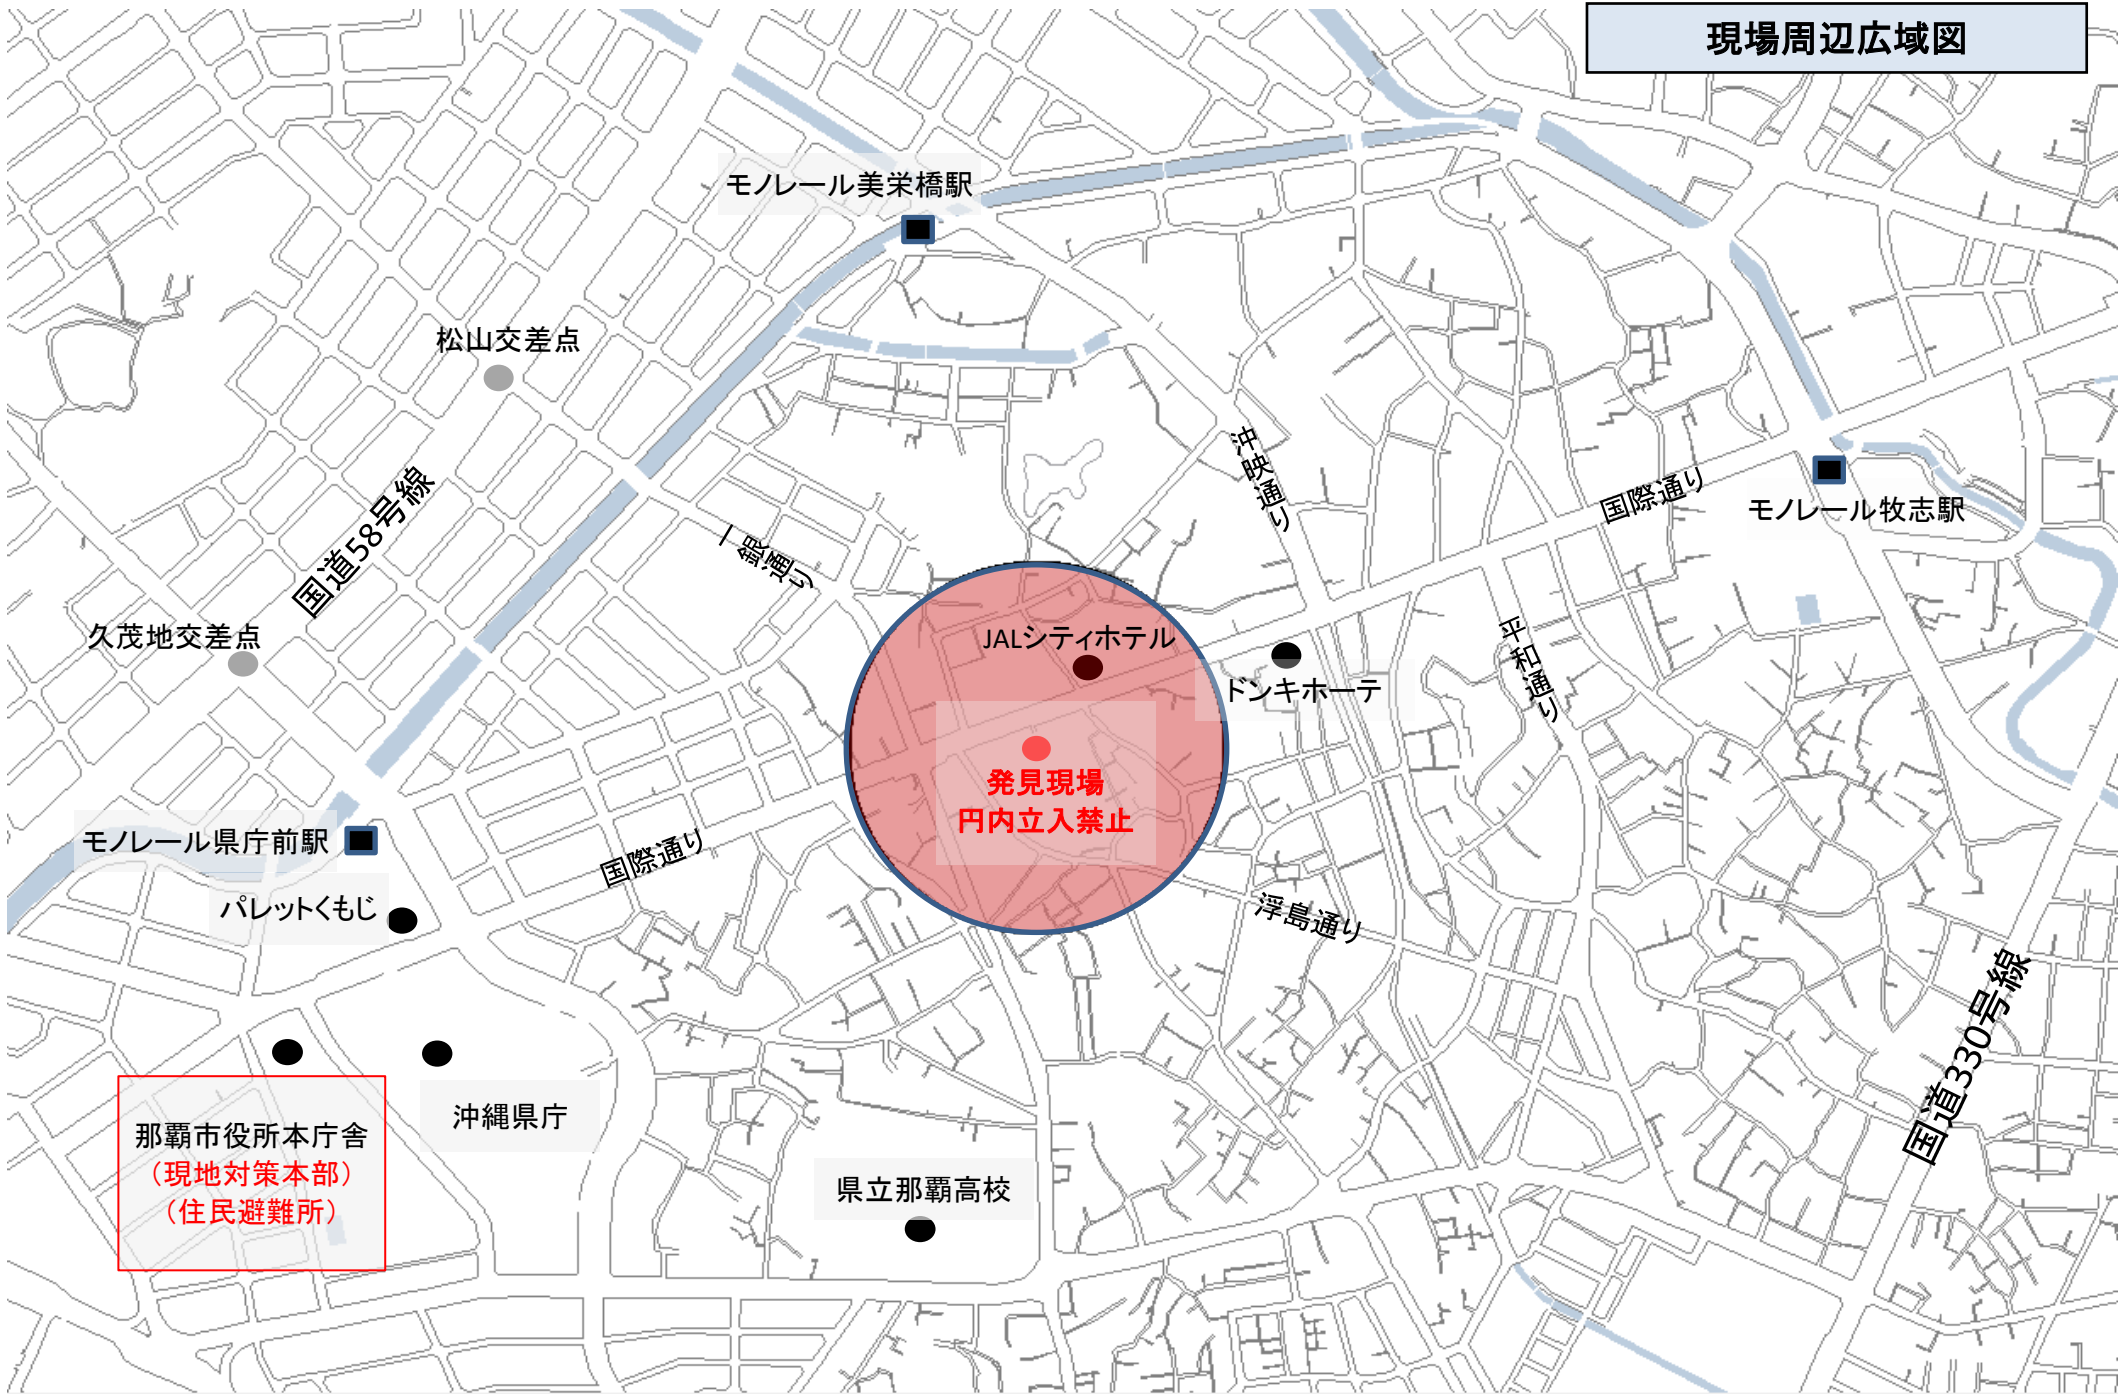 現場周辺広域図
モノレール美栄橋駅
松山交差点
国道58号線
久茂地交差点
一銀通り
沖映通り
国際通り
モノレール牧志駅
JALシティホテル
ドンキホーテ
平和通り
発見現場
円内立入禁止
モノレール県庁前駅
パレットくもじ
国際通り
浮島通り
国道330号線
那覇市役所本庁舎
（現地対策本部）
（住民避難所）
沖縄県庁
県立那覇高校